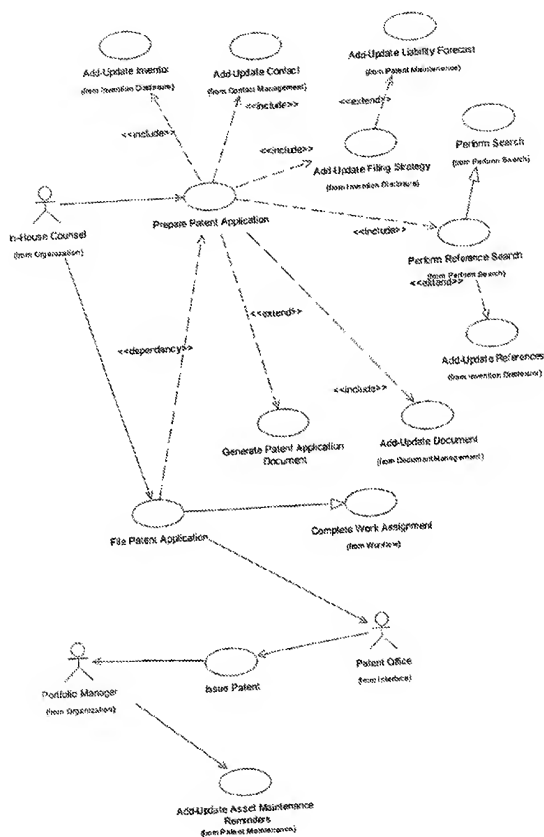 Add-Update Inventor
(from Invention Disclosure)
Add-Update Contact
(from Contact Management)
Add-Update Liability Forecast
(from Patent Maintenance)
<<include>>
<<include>>
<<extend>>
<<include>>
Perform Search
(from Perform Search)
Add-Update Filing Strategy
(from Invention Disclosure)
In-House Counsel
(from Organization)
Prepare Patent Application
<<include>>
Perform Reference Search
(from Perform Search)
<<extend>>
<<extend>>
<<dependancy>>
Add-Update References
(from Invention Disclosure)
<<include>>
Generate Patent Application
Document
Add-Update Document
(from Document Management)
File Patent Application
Complete Work Assignment
(from Workflow)
Patent Office
(from Interface)
Issue Patent
Portfolio Manager
(from Organization)
Add-Update Asset Maintenance
Reminders
(from Patent Maintenance)